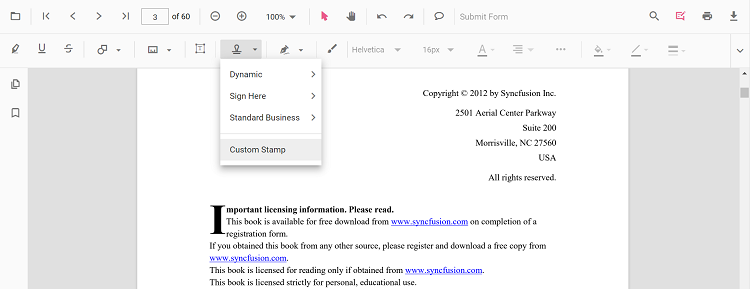 3 of 60 100% Submit Form
U S T Helvetica 16px A
Dynamic
Sign Here
Standard Business
Custom Stamp
Copyright © 2012 by Syncfusion Inc.
2501 Aerial Center Parkway
Suite 200
Morrisville, NC 27560
USA
All rights reserved.
Important licensing information. Please read.
This book is available for free download from www.syncfusion.com on completion of a
registration form.
If you obtained this book from any other source, please register and download a free copy from
www.syncfusion.com.
This book is licensed for reading only if obtained from www.syncfusion.com.
This book is licensed strictly for personal, educational use.